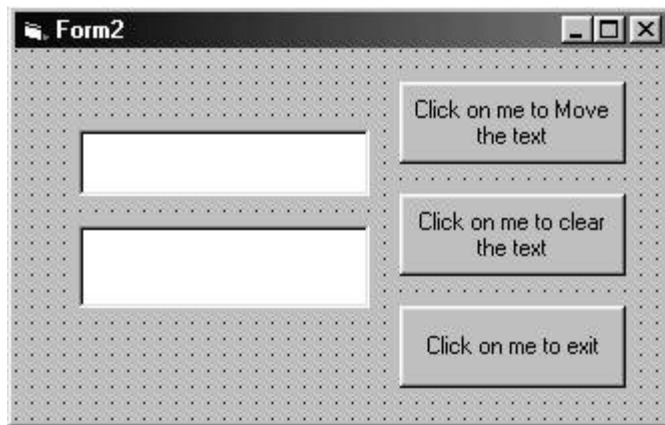 Form2
Click on me to Move
the text
Click on me to clear
the text
Click on me to exit